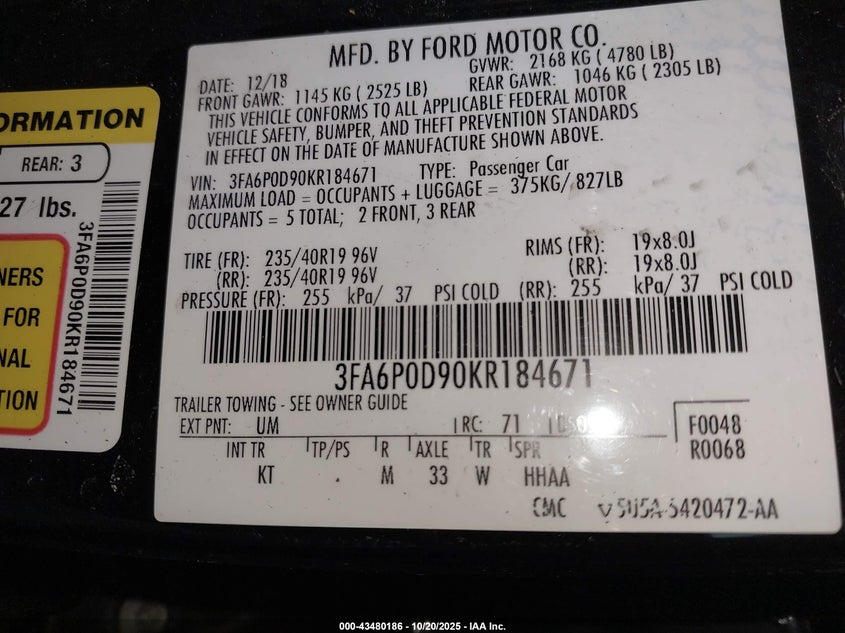 ORMATION
REAR: 3
27 lbs.
3FA6P0D90KR184671
NERS
FOR
NAL
TION
MFD. BY FORD MOTOR CO.
DATE: 12/18 GVWR: 2168 KG ( 4780 LB)
FRONT GAWR: 1145 KG ( 2525 LB) REAR GAWR: 1046 KG ( 2305 LB)
THIS VEHICLE CONFORMS TO ALL APPLICABLE FEDERAL MOTOR
VEHICLE SAFETY, BUMPER, AND THEFT PREVENTION STANDARDS
IN EFFECT ON THE DATE OF MANUFACTURE SHOWN ABOVE.
VIN: 3FA6P0D90KR184671 TYPE: Passenger Car
MAXIMUM LOAD = OCCUPANTS + LUGGAGE = 375KG/ 827LB
OCCUPANTS = 5 TOTAL; 2 FRONT, 3 REAR
TIRE (FR): 235/40R19 96V RIMS (FR): 19x8.0J
(RR): 235/40R19 96V (RR): 19x8.0J
PRESSURE (FR): 255 kPa/ 37 PSI COLD (RR): 255 kPa/ 37 PSI COLD
3FA6P0D90KR184671
TRAILER TOWING - SEE OWNER GUIDE
EXT PNT: UM RC: 71 F0048
R0068
INT TR TP/PS R AXLE TR SPR
KT . M 33 W HHAA
CMC
000-43480186 - 10/20/2025 - IAA Inc.